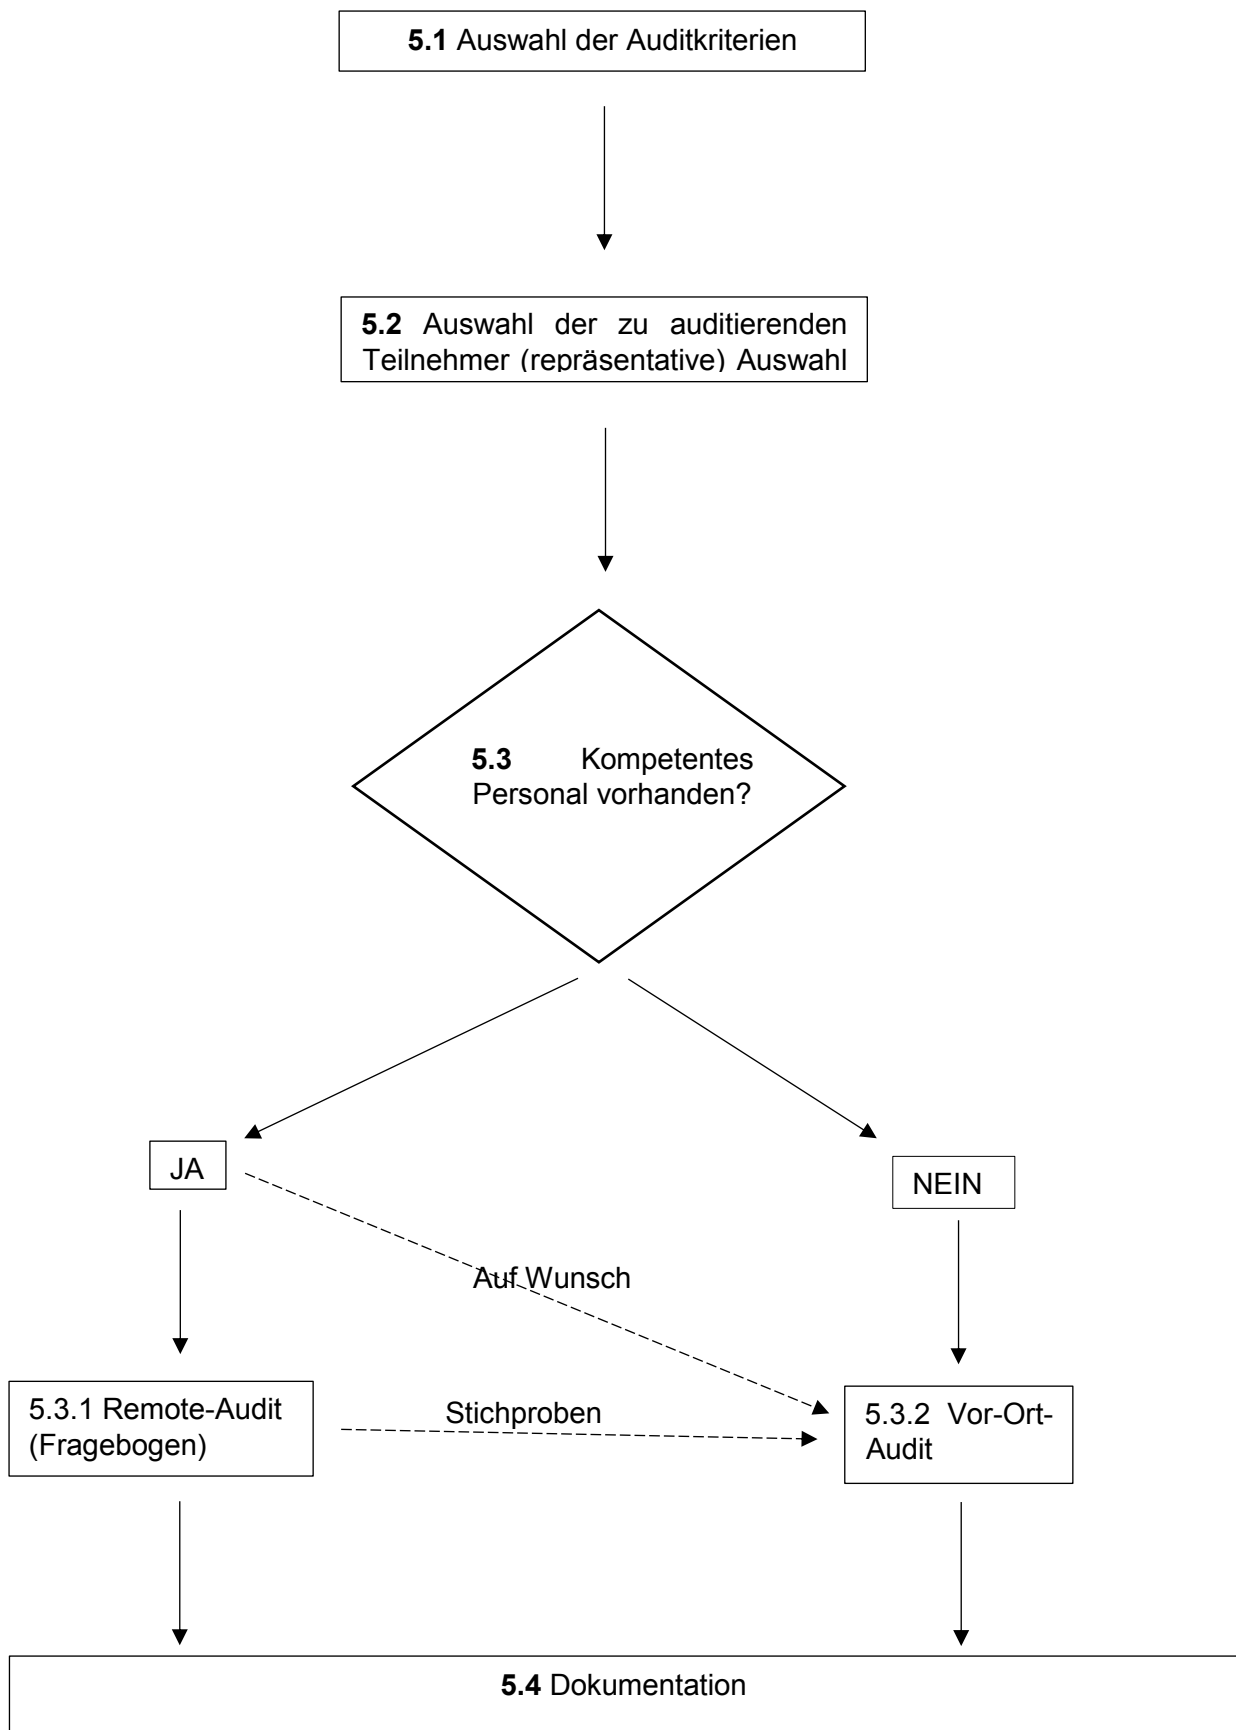 5.1 Auswahl der Auditkriterien
5.2 Auswahl der zu auditierenden
Teilnehmer (repräsentative) Auswahl
5.3 Kompetentes
Personal vorhanden?
JA
NEIN
Auf Wunsch
5.3.1 Remote-Audit
(Fragebogen)
Stichproben
5.3.2 Vor-Ort-
Audit
5.4 Dokumentation